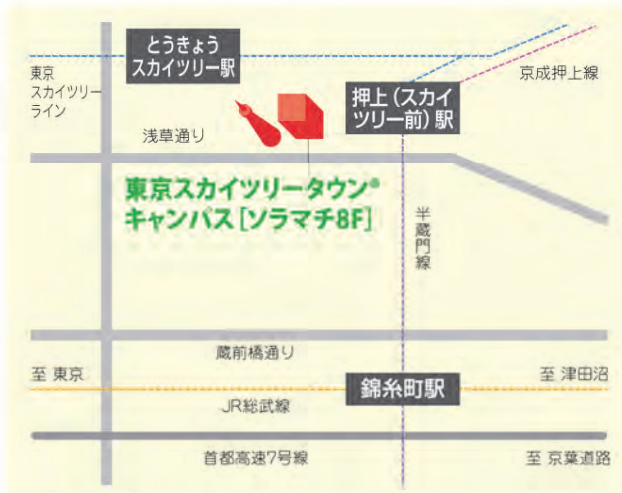 とうきょう
スカイツリー駅
東京
スカイツリー
ライン
京成押上線
押上(スカイ
ツリー前)駅
浅草通り
東京スカイツリータウン®
キャンパス[ソラマチ8F]
半蔵門線
蔵前橋通り
至 東京
至 津田沼
錦糸町駅
JR総武線
首都高速7号線
至 京葉道路